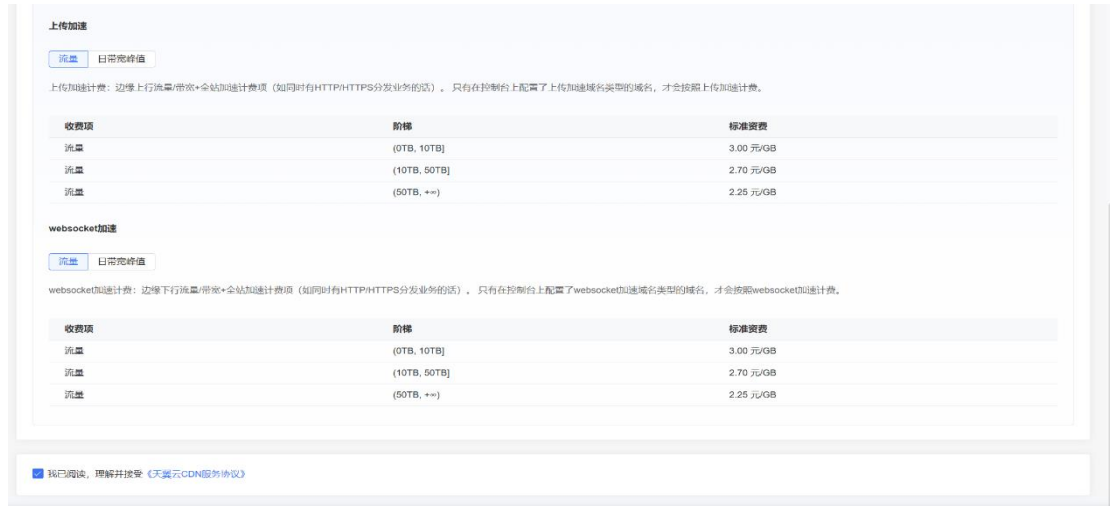 上传加速
流量 日带宽峰值
上传加速计费：边缘上行流量/带宽+全站加速计费项（如同时有HTTP/HTTPS分发业务的话）。 只有在控制台上配置了上传加速域名类型的域名，才会按照上传加速计费。
收费项 阶梯 标准资费
流量 (0TB, 10TB] 3.00 元/GB
流量 (10TB, 50TB] 2.70 元/GB
流量 (50TB, +∞) 2.25 元/GB
websocket加速
流量 日带宽峰值
websocket加速计费：边缘下行流量/带宽+全站加速计费项（如同时有HTTP/HTTPS分发业务的话）。 只有在控制台上配置了websocket加速域名类型的域名，才会按照websocket加速计费。
收费项 阶梯 标准资费
流量 (0TB, 10TB] 3.00 元/GB
流量 (10TB, 50TB] 2.70 元/GB
流量 (50TB, +∞) 2.25 元/GB
我已阅读，理解并接受《天翼云CDN服务协议》